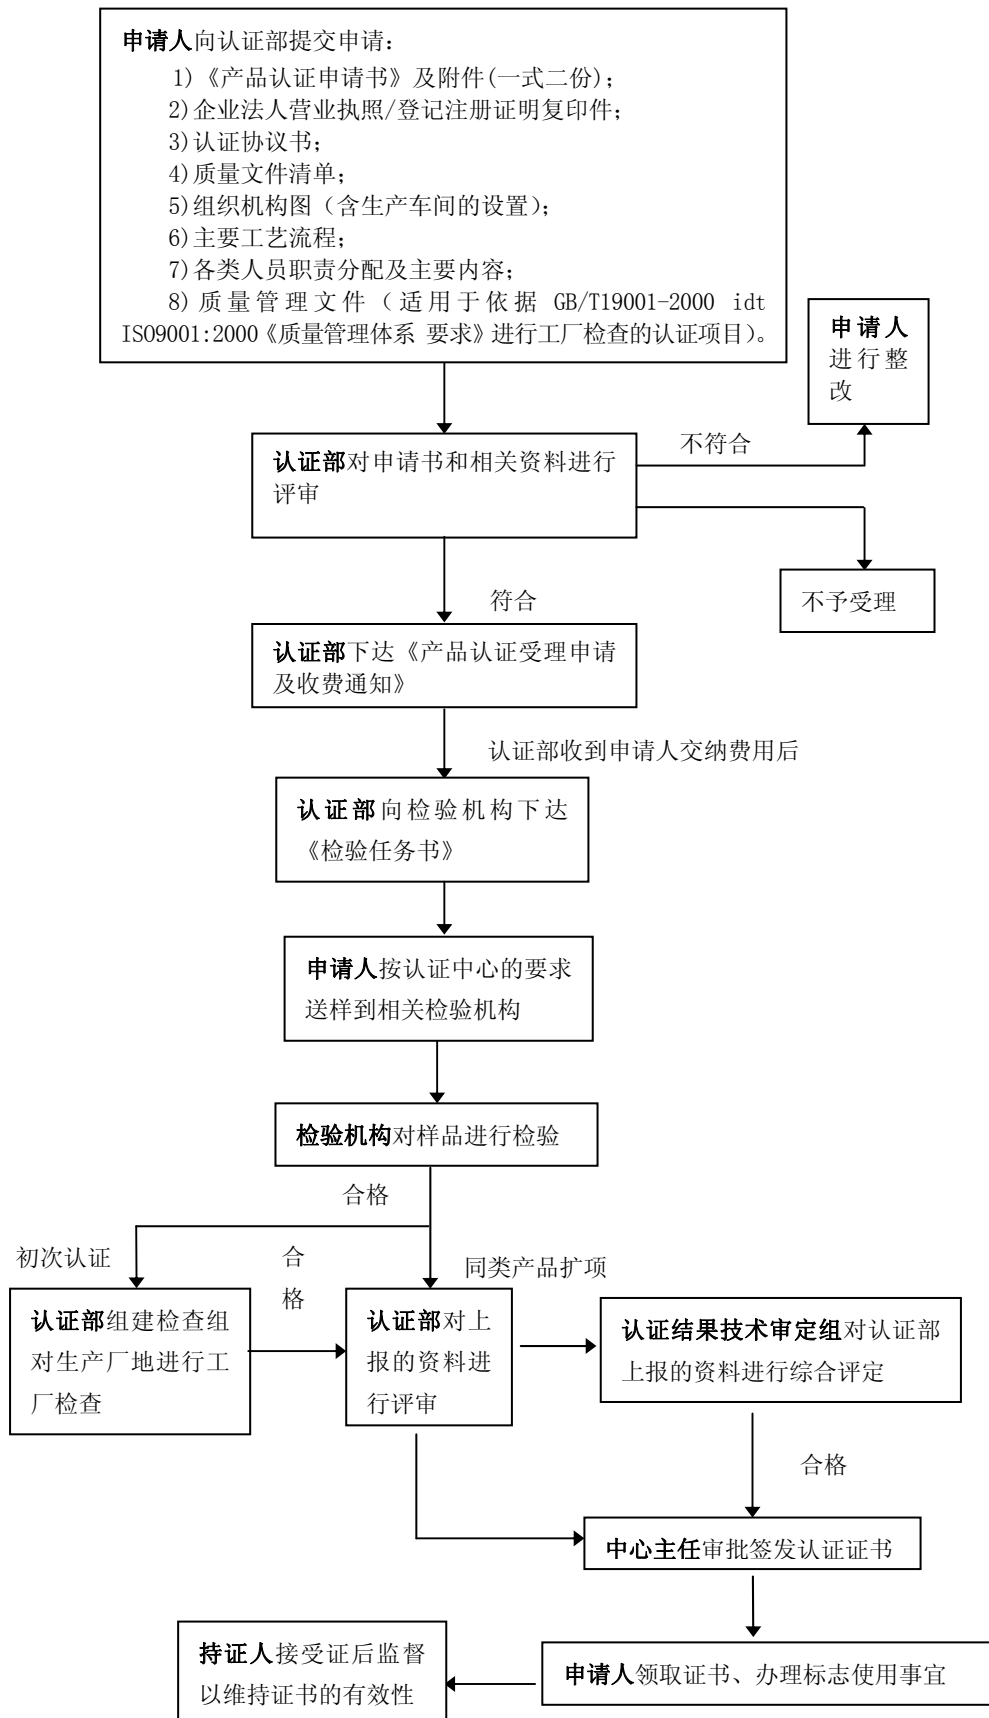 申请人向认证部提交申请：
1)《产品认证申请书》及附件(一式二份)；
2)企业法人营业执照/登记注册证明复印件；
3)认证协议书；
4)质量文件清单；
5)组织机构图（含生产车间的设置）；
6)主要工艺流程；
7)各类人员职责分配及主要内容；
8)质量管理文件（适用于依据 GB/T19001-2000 idt
ISO9001:2000《质量管理体系 要求》进行工厂检查的认证项目）。
申请人
进行整
改
不符合
认证部对申请书和相关资料进行
评审
不予受理
符合
认证部下达《产品认证受理申请
及收费通知》
认证部收到申请人交纳费用后
认证部向检验机构下达
《检验任务书》
申请人按认证中心的要求
送样到相关检验机构
检验机构对样品进行检验
合格
初次认证
合
格
同类产品扩项
认证部组建检查组
对生产厂地进行工
厂检查
认证部对上
报的资料进
行评审
认证结果技术审定组对认证部
上报的资料进行综合评定
合格
中心主任审批签发认证证书
持证人接受证后监督
以维持证书的有效性
申请人领取证书、办理标志使用事宜